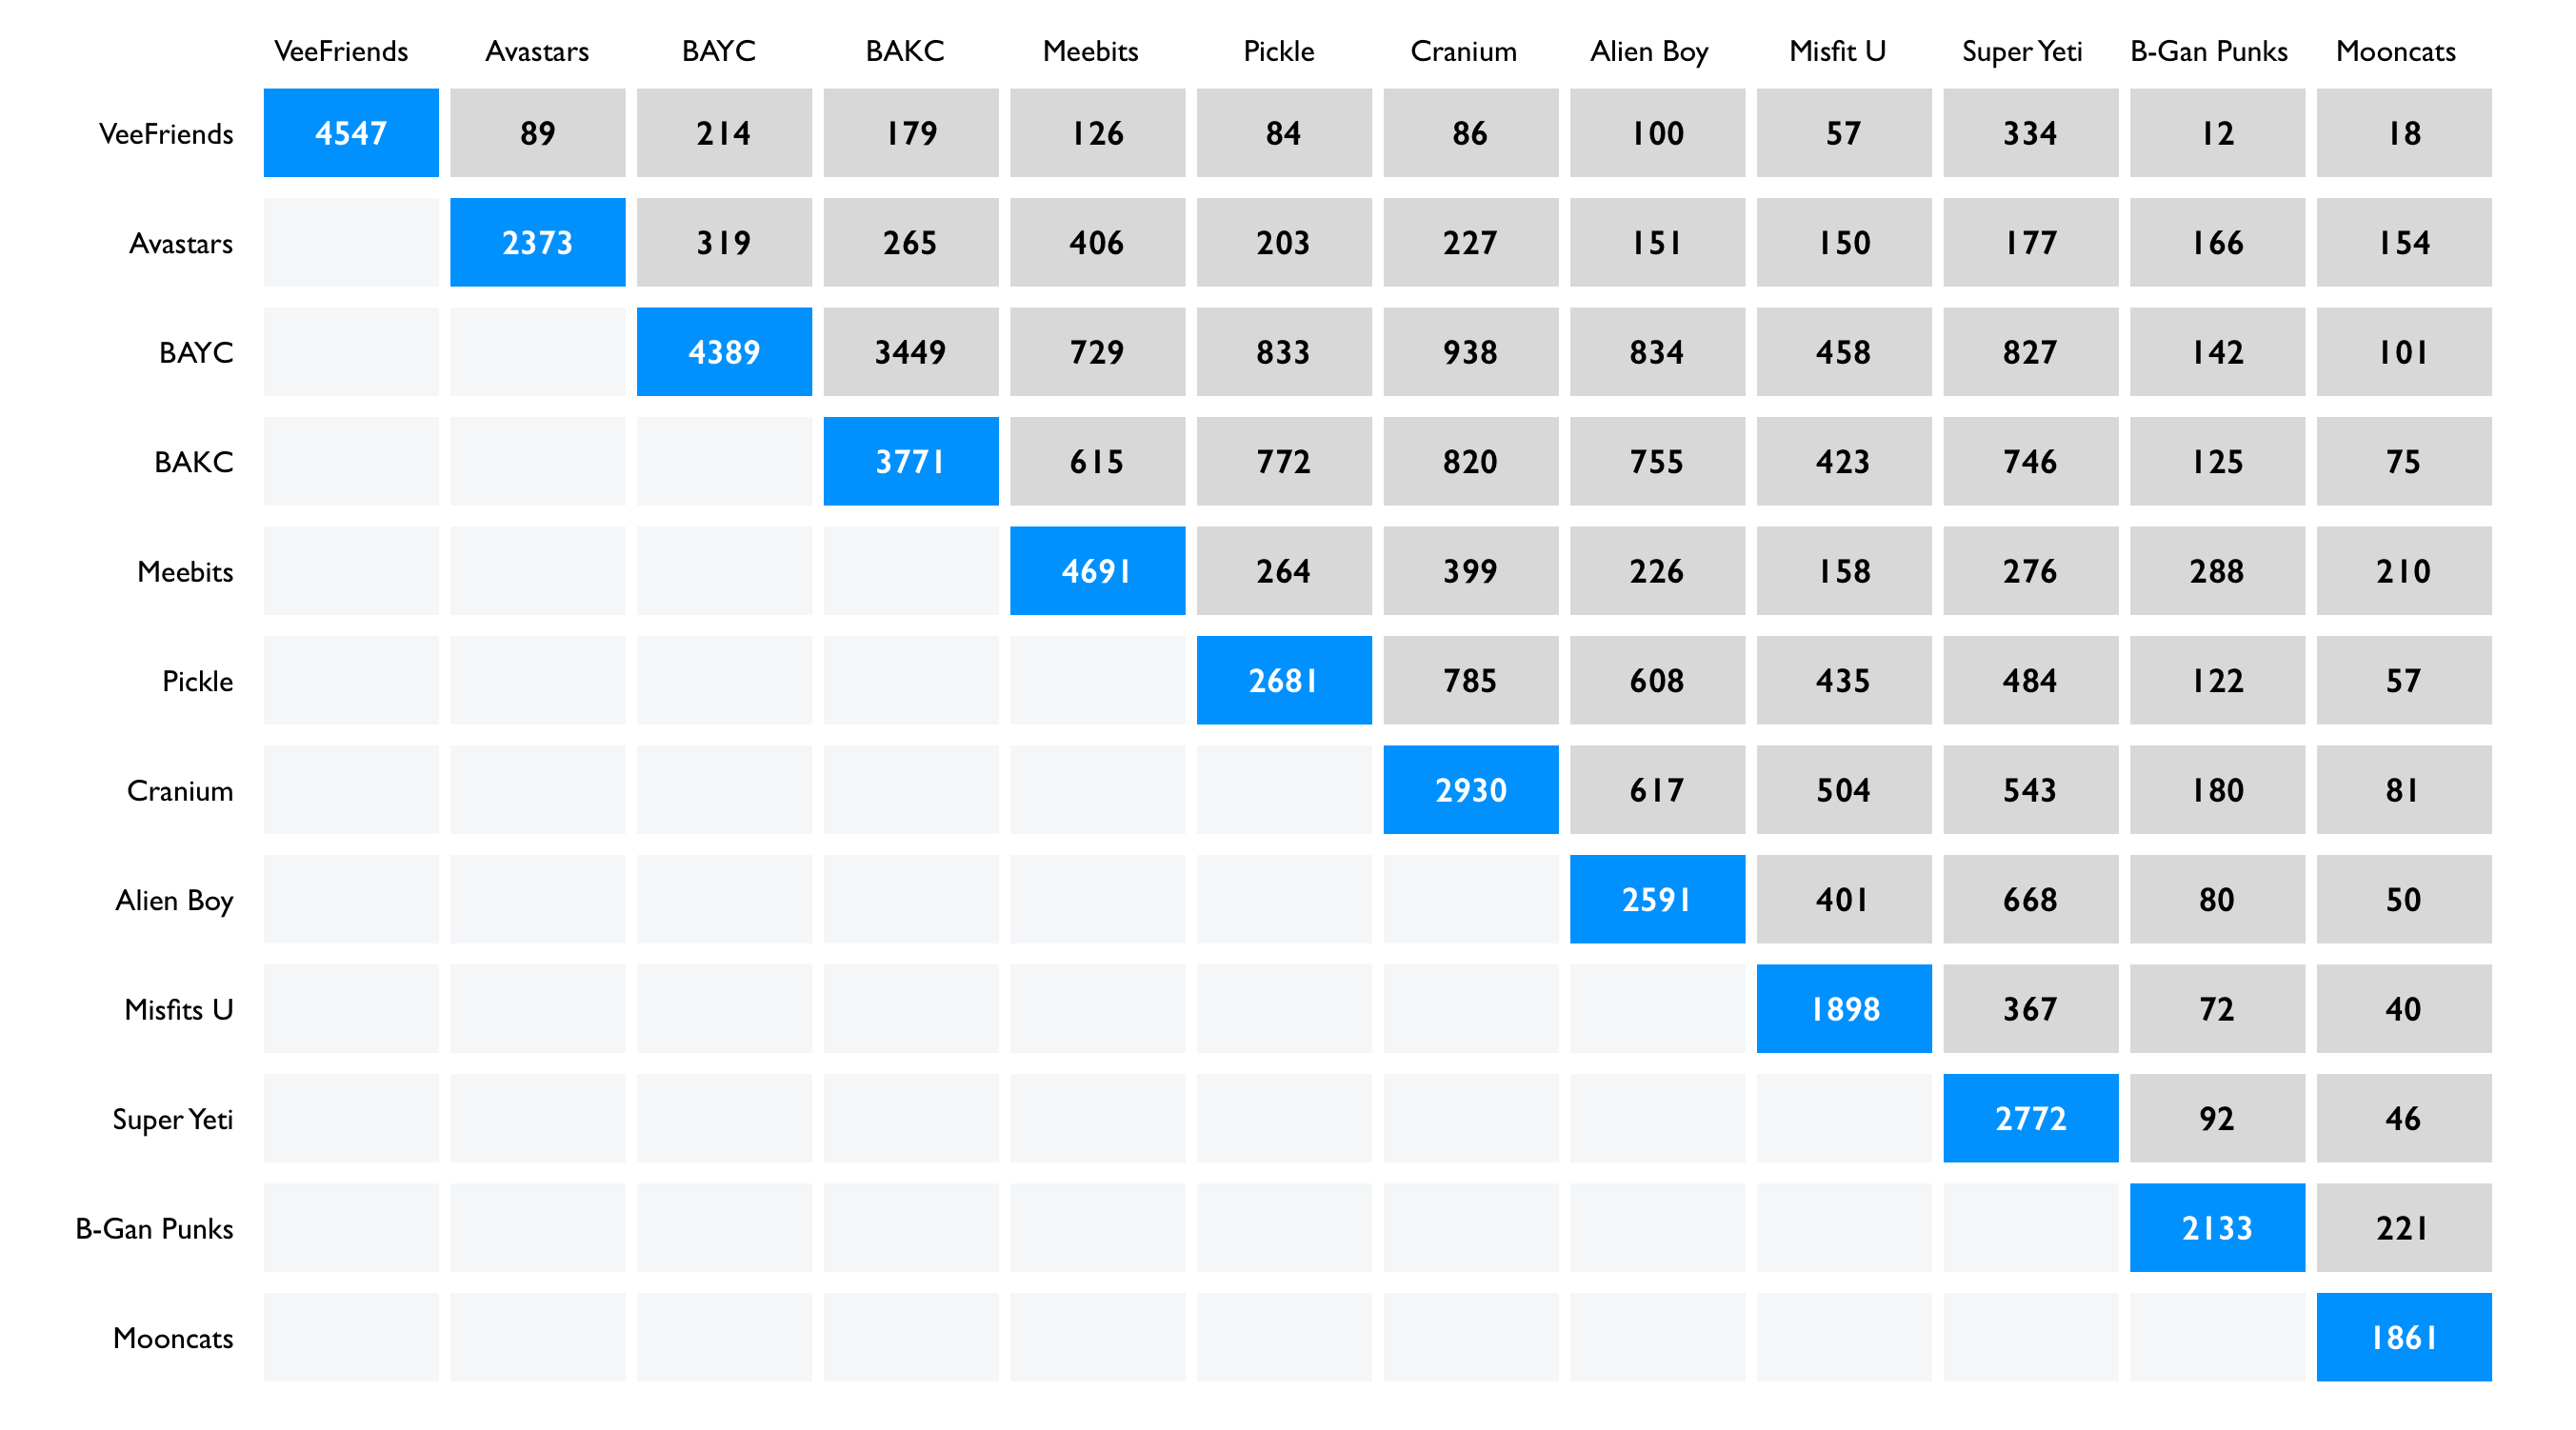 VeeFriends Avastars BAYC BAKC Meebits Pickle Cranium Alien Boy Misfit U Super Yeti B-Gan Punks Mooncats
VeeFriends 4547 89 214 179 126 84 86 100 57 334 12 18
Avastars 2373 319 265 406 203 227 151 150 177 166 154
BAYC 4389 3449 729 833 938 834 458 827 142 101
BAKC 3771 615 772 820 755 423 746 125 75
Meebits 4691 264 399 226 158 276 288 210
Pickle 2681 785 608 435 484 122 57
Cranium 2930 617 504 543 180 81
Alien Boy 2591 401 668 80 50
Misfits U 1898 367 72 40
Super Yeti 2772 92 46
B-Gan Punks 2133 221
Mooncats 1861